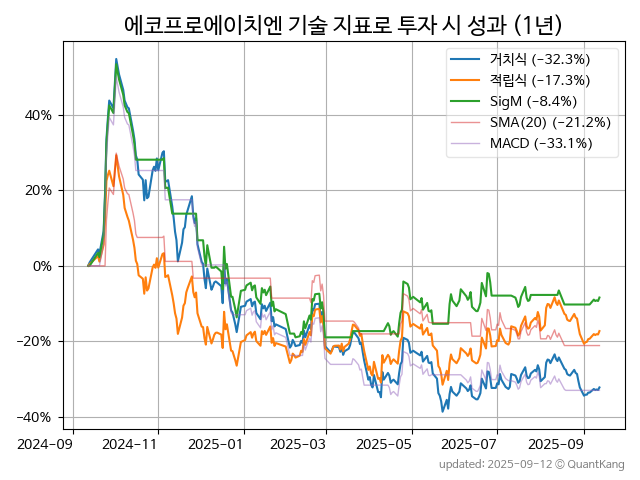 에코프로에이치엔 기술 지표로 투자 시 성과 (1년)
거치식 (−32.3%)
적립식 (−17.3%)
SigM (−8.4%)
SMA(20) (−21.2%)
MACD (−33.1%)
40%
20%
0%
−20%
−40%
2024-09
2024-11
2025-01
2025-03
2025-05
2025-07
2025-09
updated: 2025-09-12 © QuantKang